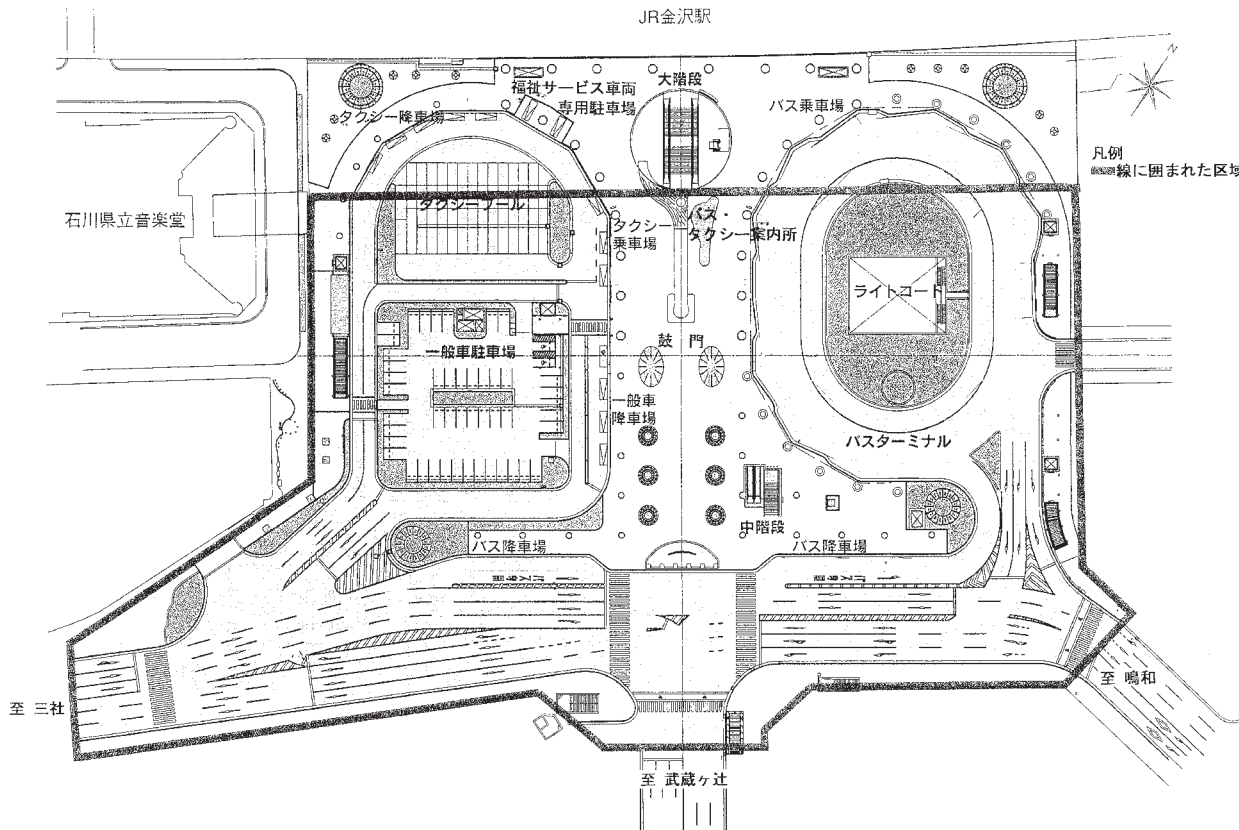 JR金沢駅
N
大階段
福祉サービス車両
専用駐車場
タクシー降車場
バス乗車場
凡例
線に囲まれた区域
石川県立音楽堂
タクシープール
タクシー
乗車場
バス・
タクシー案内所
ライトコート
鼓 門
一般車駐車場
一般車
降車場
バスターミナル
中階段
バス降車場
バス降車場
至 三社
至 鳴和
至 武蔵ヶ辻